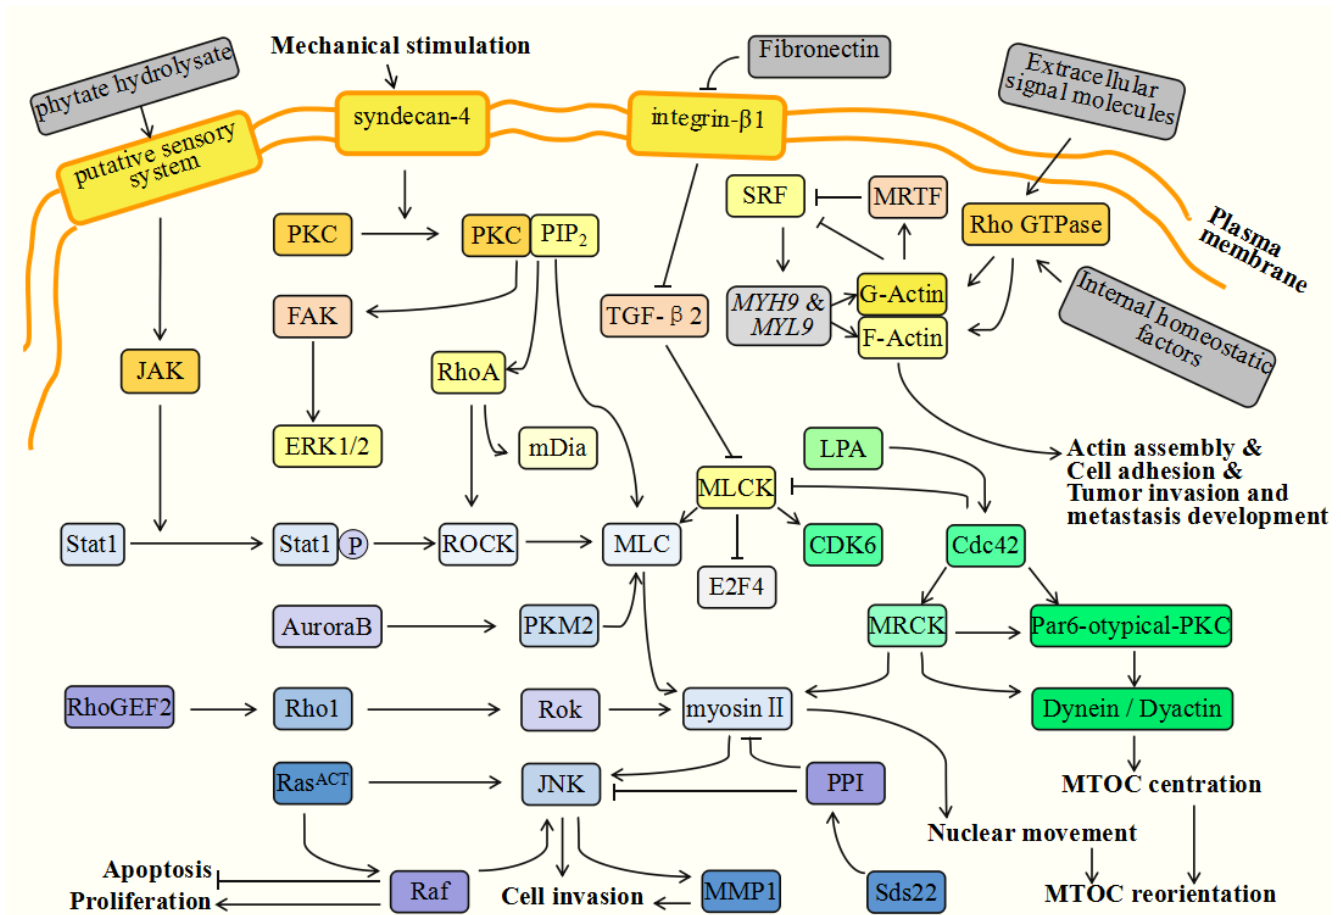 Mechanical stimulation
Fibronectin
phytate hydrolysate
Extracellular
signal molecules
syndecan-4
integrin-β1
putative sensory
system
SRF
MRTF
Rho GTPase
Plasma
membrane
PKC
PKC
PIP2
FAK
TGF-β2
MYH9 &
MYL9
G-Actin
F-Actin
Internal homeostatic
factors
JAK
RhoA
ERK1/2
mDia
LPA
Actin assembly &
Cell adhesion &
Tumor invasion and
metastasis development
MLCK
Stat1
Stat1
P
ROCK
MLC
CDK6
Cdc42
E2F4
AuroraB
PKM2
MRCK
Par6-otypical-PKC
RhoGEF2
Rho1
Rok
myosin II
Dynein / Dyactin
RasACT
JNK
PPI
MTOC centration
Nuclear movement
Apoptosis
Proliferation
Raf
Cell invasion
MMP1
Sds22
MTOC reorientation